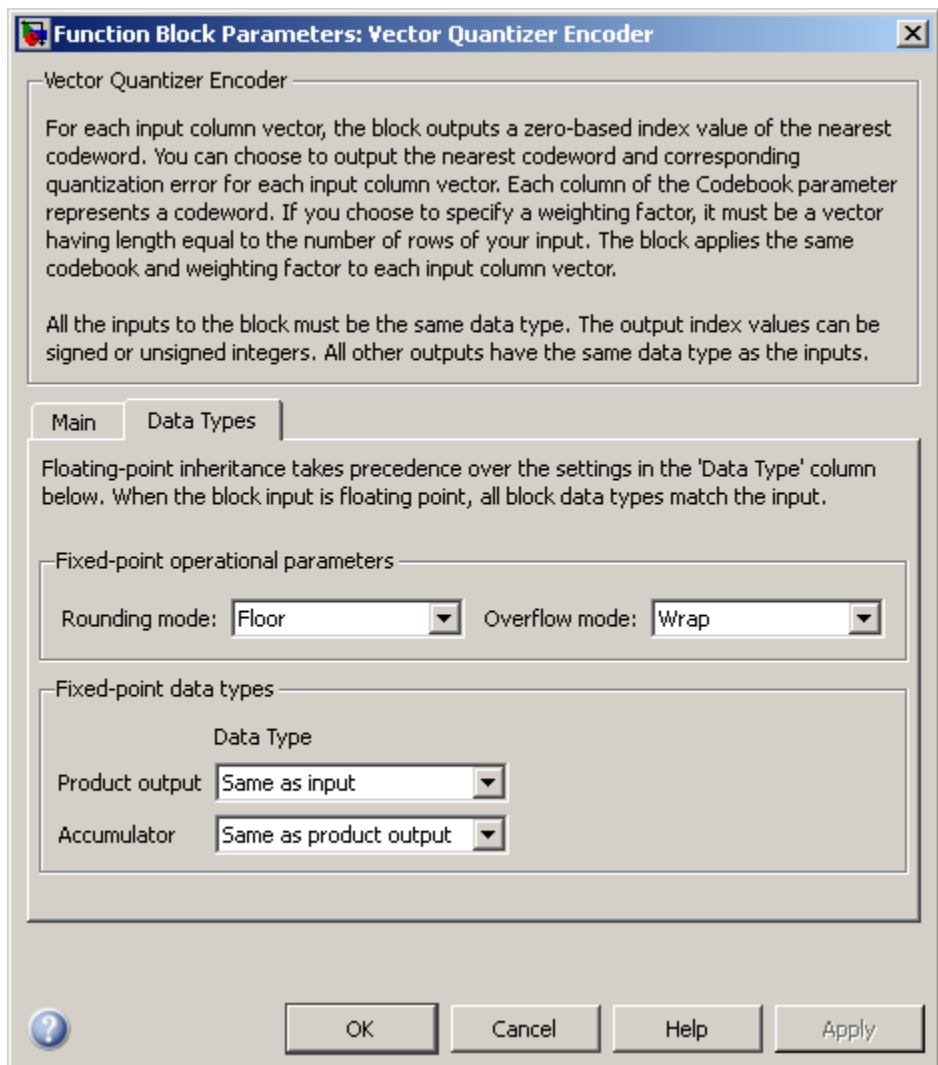 Function Block Parameters: Vector Quantizer Encoder
Vector Quantizer Encoder
For each input column vector, the block outputs a zero-based index value of the nearest
codeword. You can choose to output the nearest codeword and corresponding
quantization error for each input column vector. Each column of the Codebook parameter
represents a codeword. If you choose to specify a weighting factor, it must be a vector
having length equal to the number of rows of your input. The block applies the same
codebook and weighting factor to each input column vector.
All the inputs to the block must be the same data type. The output index values can be
signed or unsigned integers. All other outputs have the same data type as the inputs.
Main Data Types
Floating-point inheritance takes precedence over the settings in the 'Data Type' column
below. When the block input is floating point, all block data types match the input.
Fixed-point operational parameters
Rounding mode: Floor Overflow mode: Wrap
Fixed-point data types
Data Type
Product output Same as input
Accumulator Same as product output
? OK Cancel Help Apply